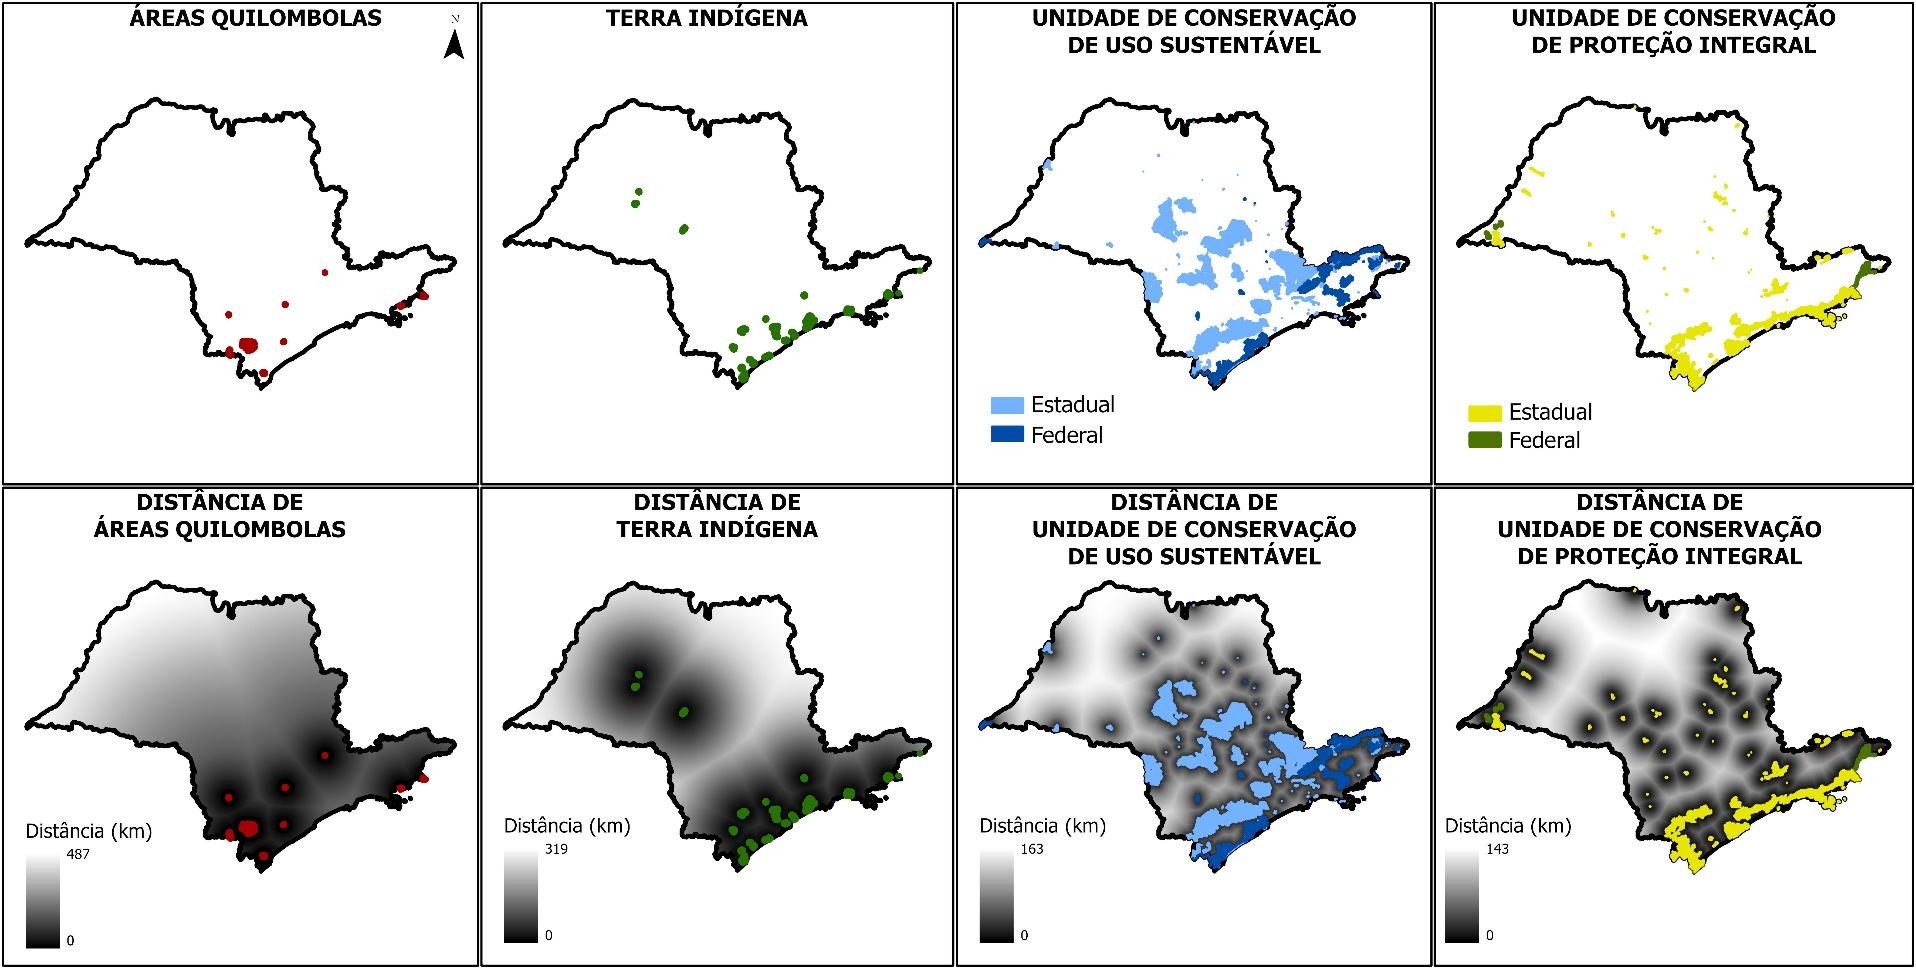 ÁREAS QUILOMBOLAS
N
TERRA INDÍGENA
UNIDADE DE CONSERVAÇÃO
DE USO SUSTENTÁVEL
Estadual
Federal
UNIDADE DE CONSERVAÇÃO
DE PROTEÇÃO INTEGRAL
Estadual
Federal
DISTÂNCIA DE
ÁREAS QUILOMBOLAS
Distância (km)
487
0
DISTÂNCIA DE
TERRA INDÍGENA
Distância (km)
319
0
DISTÂNCIA DE
UNIDADE DE CONSERVAÇÃO
DE USO SUSTENTÁVEL
Distância (km)
163
0
DISTÂNCIA DE
UNIDADE DE CONSERVAÇÃO
DE PROTEÇÃO INTEGRAL
Distância (km)
143
0